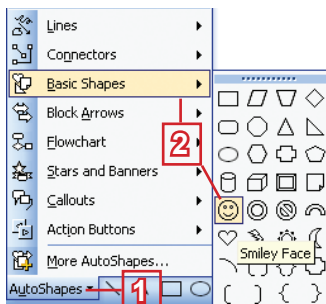 Lines
Connectors
Basic Shapes
Block Arrows
Flowchart
Stars and Banners
Callouts
Action Buttons
More AutoShapes...
AutoShapes
1
2
Smiley Face